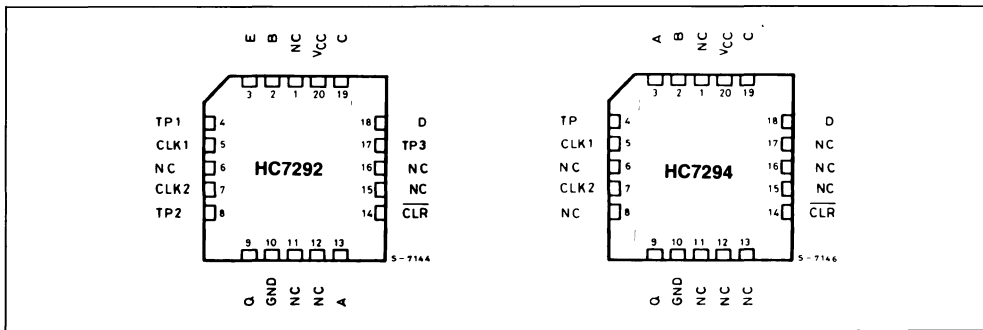 E B NC VCC C
3 2 1 20 19
TP1 4 18 D
CLK1 5 17 TP3
NC 6 HC7292 16 NC
CLK2 7 15 NC
TP2 8 14 CLR
9 10 11 12 13
S-7144
Q GND NC NC A
A B NC VCC C
3 2 1 20 19
TP 4 18 D
CLK1 5 17 NC
NC 6 HC7294 16 NC
CLK2 7 15 NC
NC 8 14 CLR
9 10 11 12 13
S-7146
Q GND NC NC NC